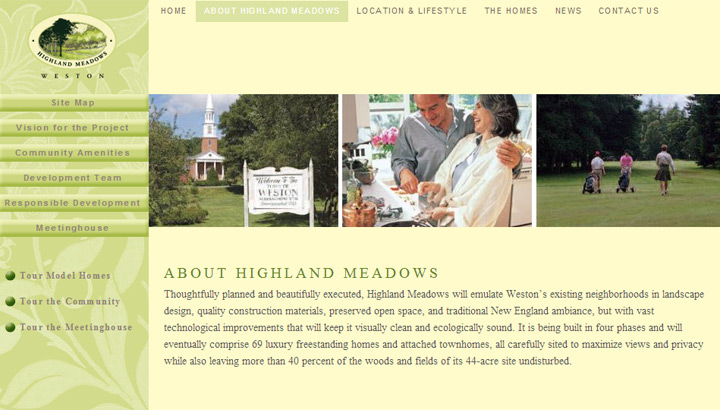 HOME ABOUT HIGHLAND MEADOWS LOCATION & LIFESTYLE THE HOMES NEWS CONTACT US
HIGHLAND MEADOWS
WESTON
Site Map
Vision for the Project
Community Amenities
Development Team
Responsible Development
Meetinghouse
Tour Model Homes
Tour the Community
Tour the Meetinghouse
Welcome To The
TOWN OF
WESTON
ABOUT HIGHLAND MEADOWS
Thoughtfully planned and beautifully executed, Highland Meadows will emulate Weston's existing neighborhoods in landscape
design, quality construction materials, preserved open space, and traditional New England ambiance, but with vast
technological improvements that will keep it visually clean and ecologically sound. It is being built in four phases and will
eventually comprise 69 luxury freestanding homes and attached townhomes, all carefully sited to maximize views and privacy
while also leaving more than 40 percent of the woods and fields of its 44-acre site undisturbed.